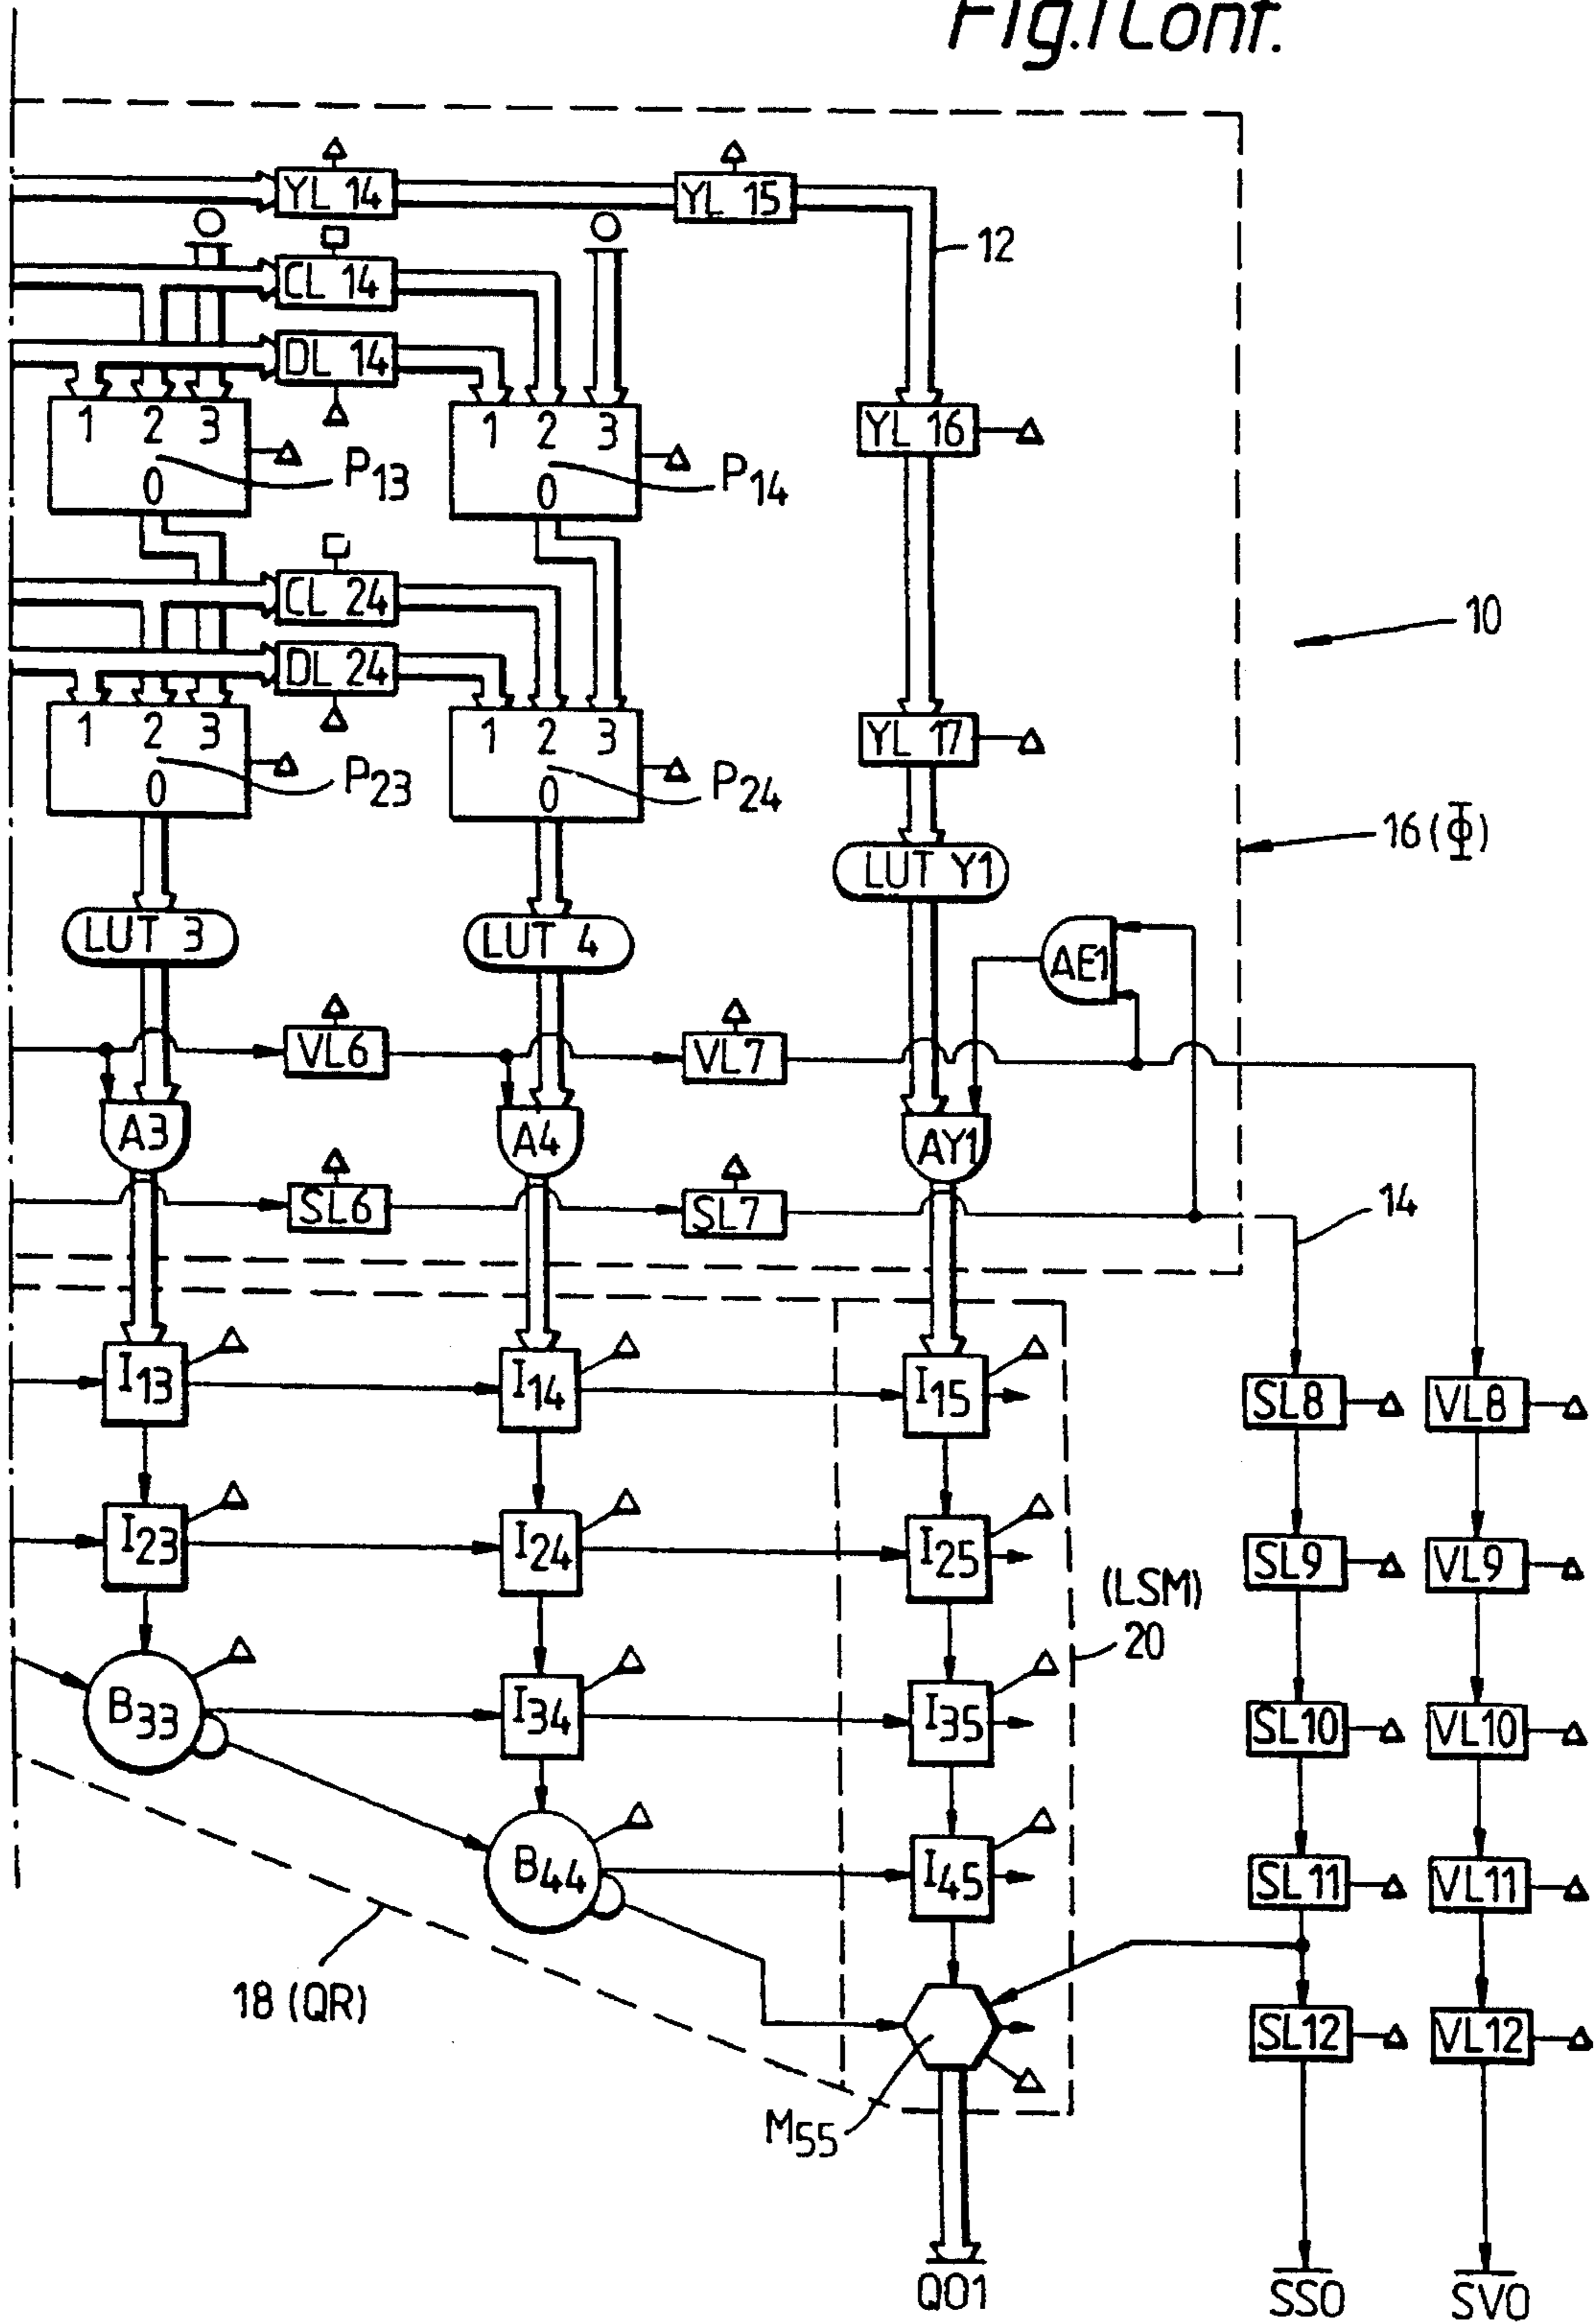 Fig.1 Cont.
YL 14
YL 15
12
CL 14
DL 14
1 2 3
0
P13
1 2 3
0
P14
YL 16
CL 24
DL 24
10
1 2 3
0
P23
1 2 3
0
P24
YL 17
16(Φ)
LUT Y1
LUT 3
LUT 4
AE1
VL6
VL7
A3
A4
AY1
SL6
SL7
14
I13
I14
I15
SL8
VL8
I23
I24
I25
SL9
VL9
(LSM)
20
B33
I34
I35
SL10
VL10
B44
I45
SL11
VL11
18 (QR)
SL12
VL12
M55
Q01
SS0
SV0